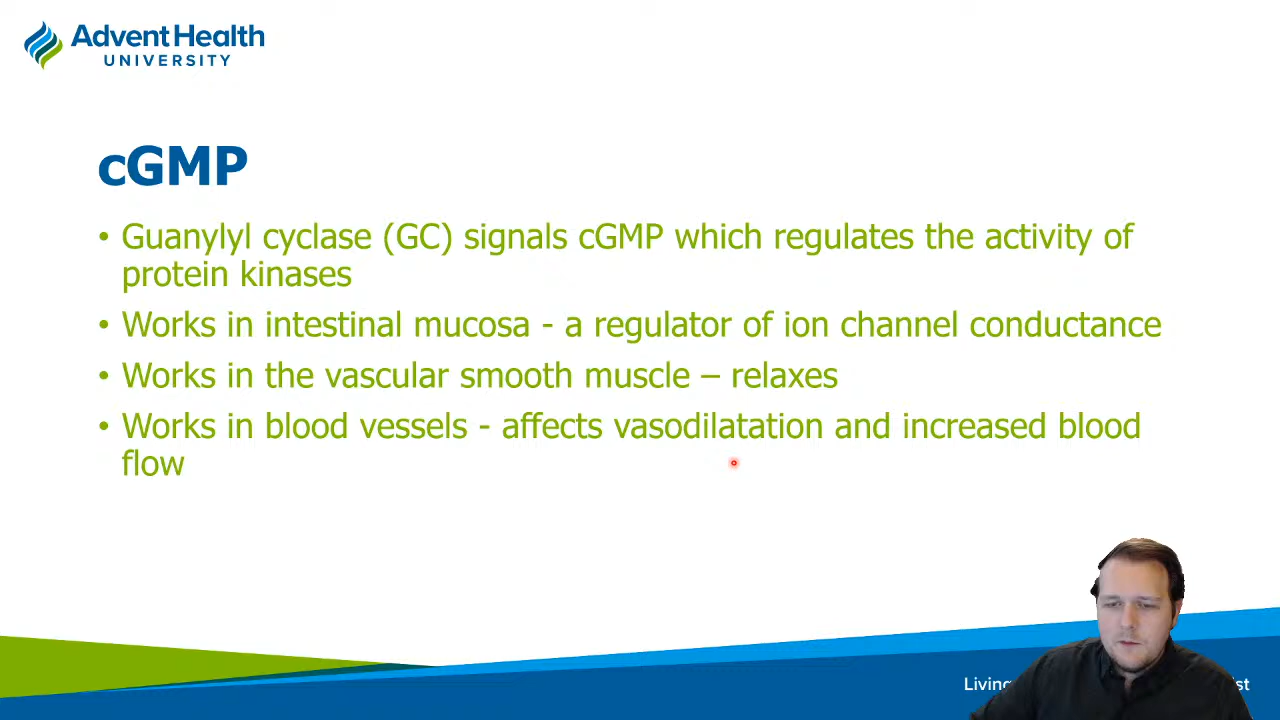 AdventHealth
UNIVERSITY
cGMP
• Guanylyl cyclase (GC) signals cGMP which regulates the activity of
protein kinases
• Works in intestinal mucosa - a regulator of ion channel conductance
• Works in the vascular smooth muscle – relaxes
• Works in blood vessels - affects vasodilatation and increased blood
flow